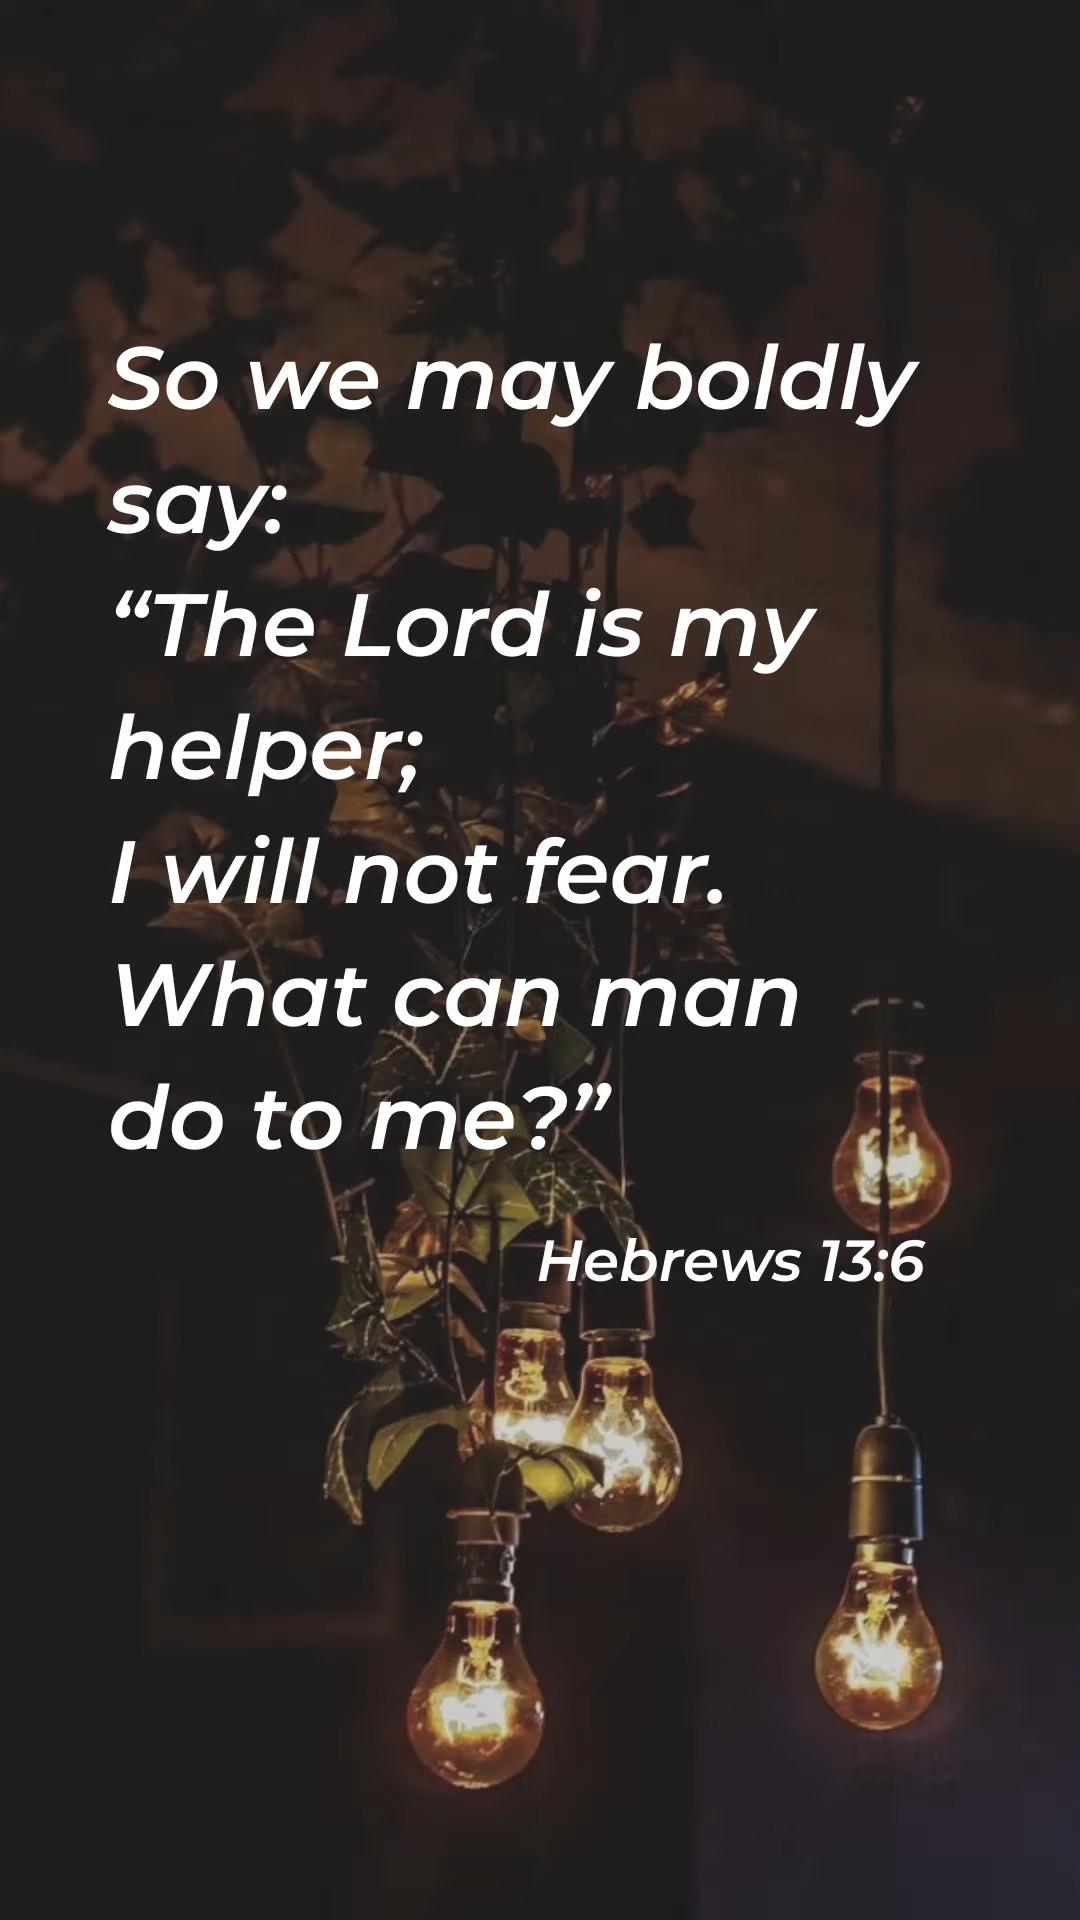 So we may boldly
say:
“The Lord is my
helper;
I will not fear.
What can man
do to me?”
Hebrews 13:6